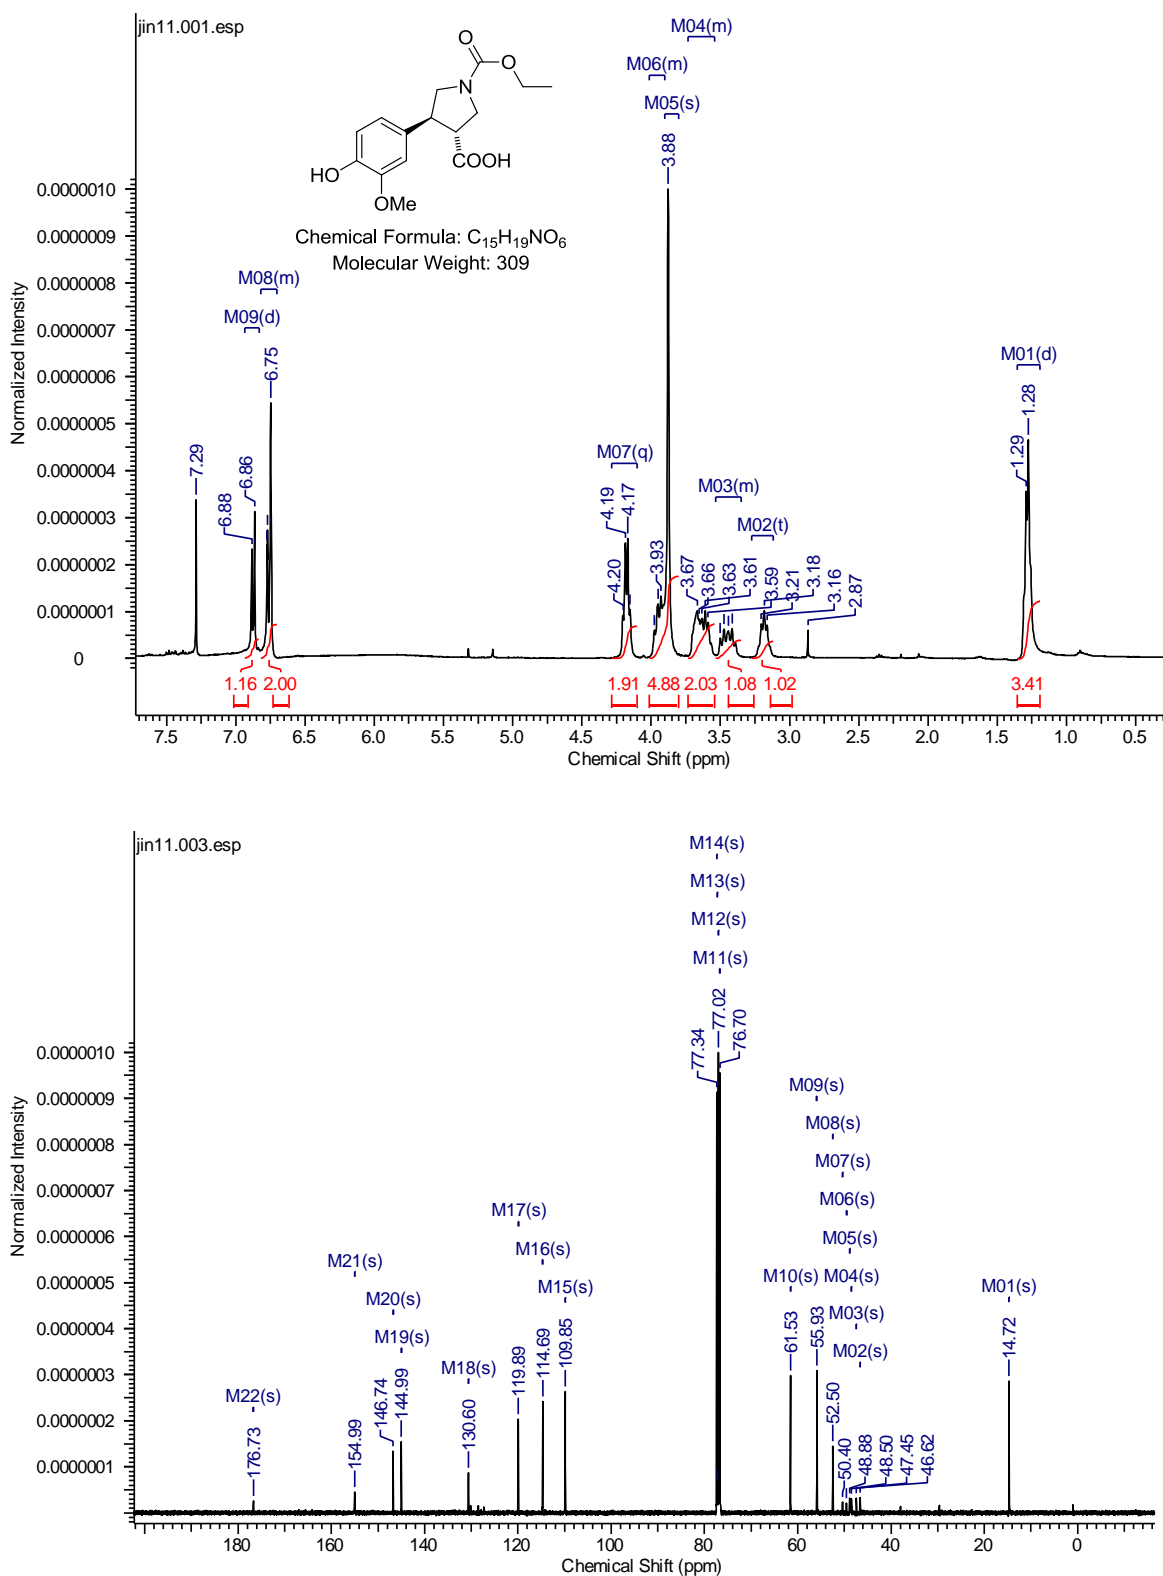 jin11.001.esp
M04(m)
M06(m)
M05(s)
3.88
O
O
N
COOH
HO
OMe
Chemical Formula: C15H19NO6
Molecular Weight: 309
M08(m)
M09(d)
6.75
7.29
6.88
6.86
M07(q)
4.20
4.19
4.17
3.93
M03(m)
M02(t)
3.67
3.66
3.63
3.61
3.59
3.21
3.18
3.16
2.87
M01(d)
1.29
1.28
Normalized Intensity
0.0000010
0.0000009
0.0000008
0.0000007
0.0000006
0.0000005
0.0000004
0.0000003
0.0000002
0.0000001
0
1.16 2.00 1.91 4.88 2.03 1.08 1.02 3.41
7.5 7.0 6.5 6.0 5.5 5.0 4.5 4.0 3.5 3.0 2.5 2.0 1.5 1.0 0.5
Chemical Shift (ppm)
jin11.003.esp
M14(s)
M13(s)
M12(s)
M11(s)
77.34
77.02
76.70
M09(s)
M08(s)
M07(s)
M06(s)
M05(s)
M10(s) M04(s)
M03(s)
M02(s)
M01(s)
M17(s)
M16(s)
M15(s)
M21(s)
M20(s)
M19(s)
M18(s)
M22(s)
176.73
154.99
146.74
144.99
130.60
119.89
114.69
109.85
61.53
55.93
52.50
50.40
48.88
48.50
47.45
46.62
14.72
Normalized Intensity
0.0000010
0.0000009
0.0000008
0.0000007
0.0000006
0.0000005
0.0000004
0.0000003
0.0000002
0.0000001
180 160 140 120 100 80 60 40 20 0
Chemical Shift (ppm)